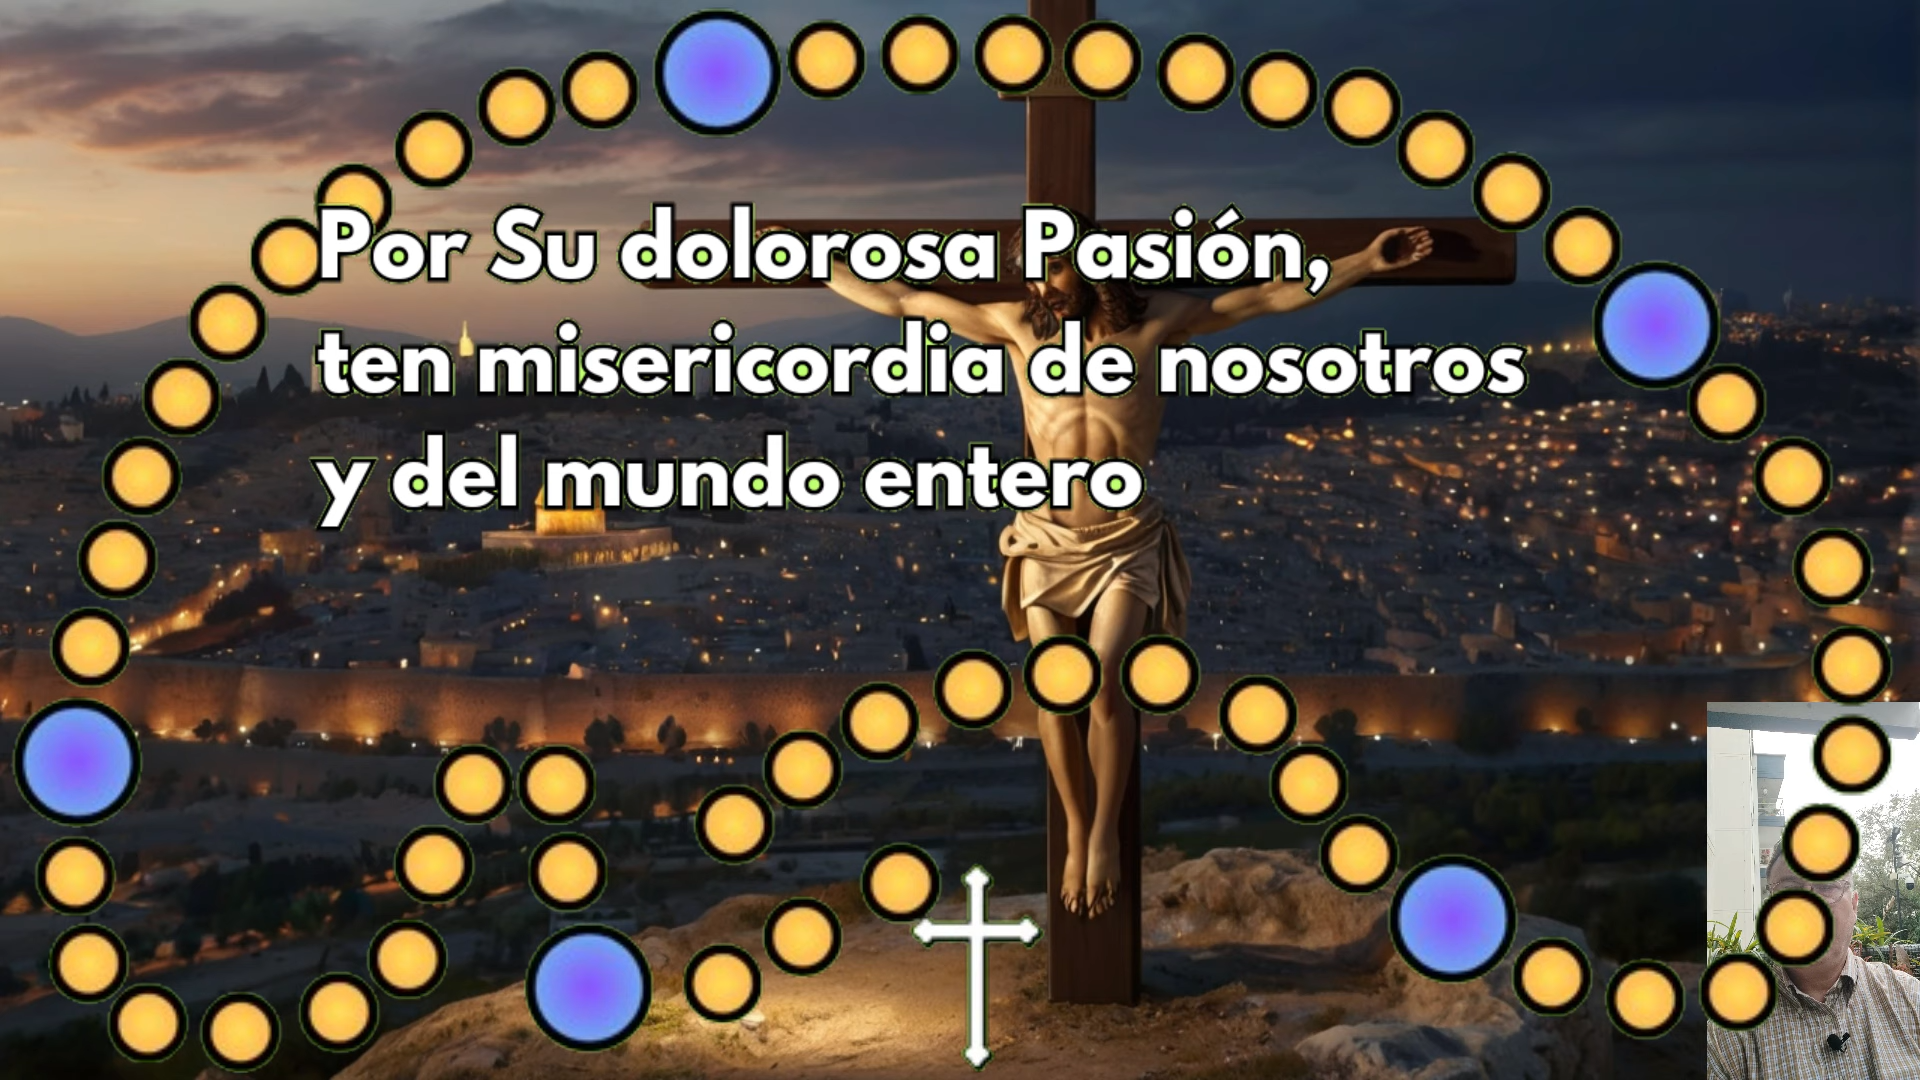 Por Su dolorosa Pasión,
ten misericordia de nosotros
y del mundo entero